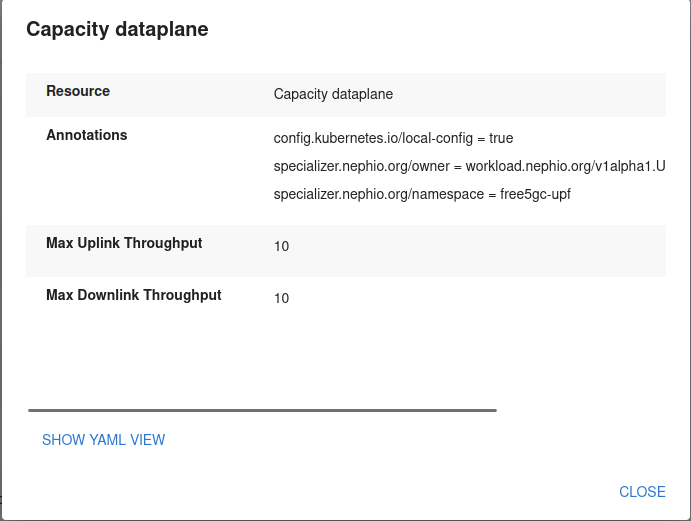 Capacity dataplane
Resource
Capacity dataplane
Annotations
config.kubernetes.io/local-config = true
specializer.nephio.org/owner = workload.nephio.org/v1alpha1.U
specializer.nephio.org/namespace = free5gc-upf
Max Uplink Throughput
10
Max Downlink Throughput
10
SHOW YAML VIEW
CLOSE